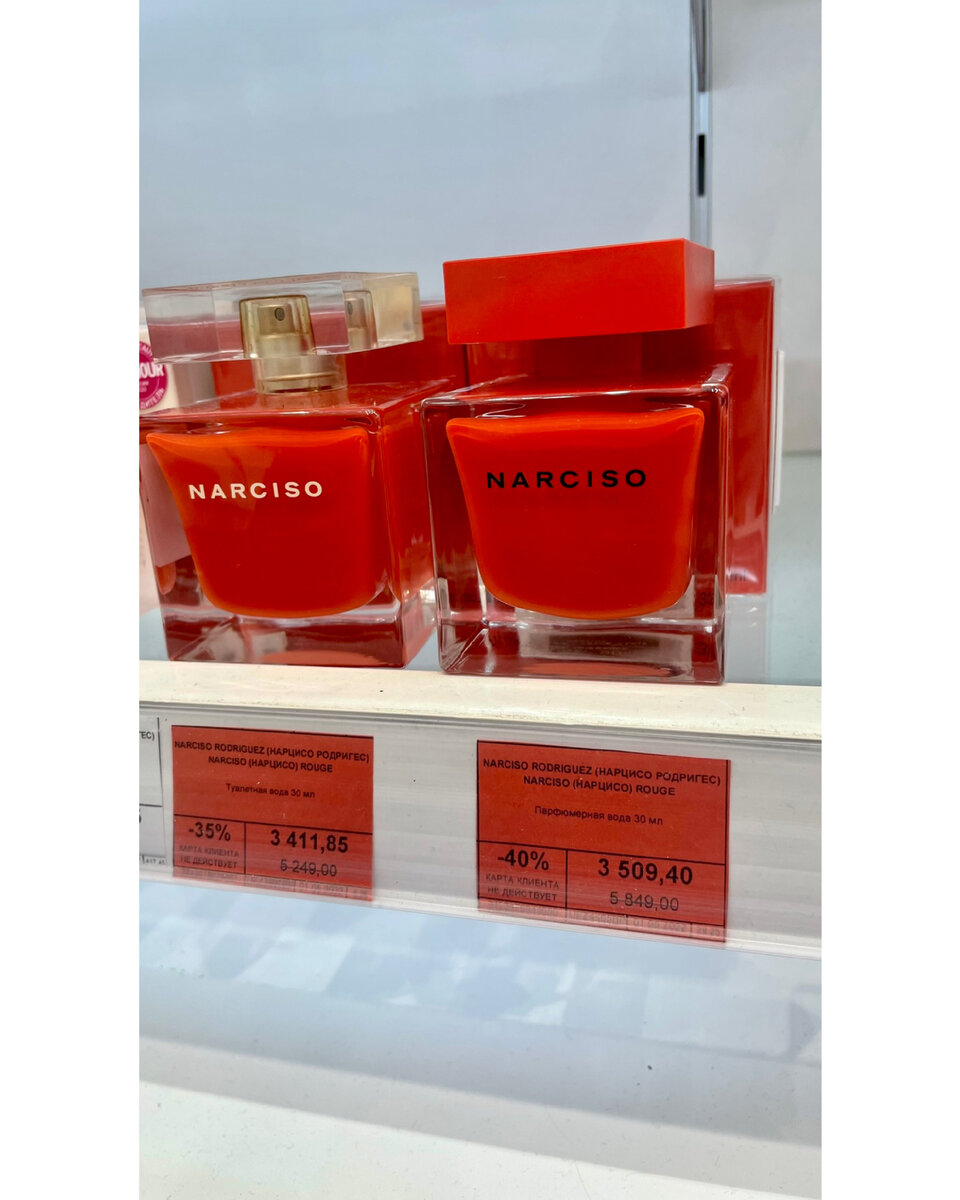 NARCISO
NARCISO
NARCISO RODRIGUEZ (НАРЦИСО РОДРИГЕС)
NARCISO (НАРЦИСО) ROUGE
Туалетная вода 30 мл
-35%
3 411,85
КАРТА КЛИЕНТА
НЕ ДЕЙСТВУЕТ
5 249,00
NARCISO RODRIGUEZ (НАРЦИСО РОДРИГЕС)
NARCISO (НАРЦИСО) ROUGE
Парфюмерная вода 30 мл
-40%
3 509,40
КАРТА КЛИЕНТА
НЕ ДЕЙСТВУЕТ
5 849,00